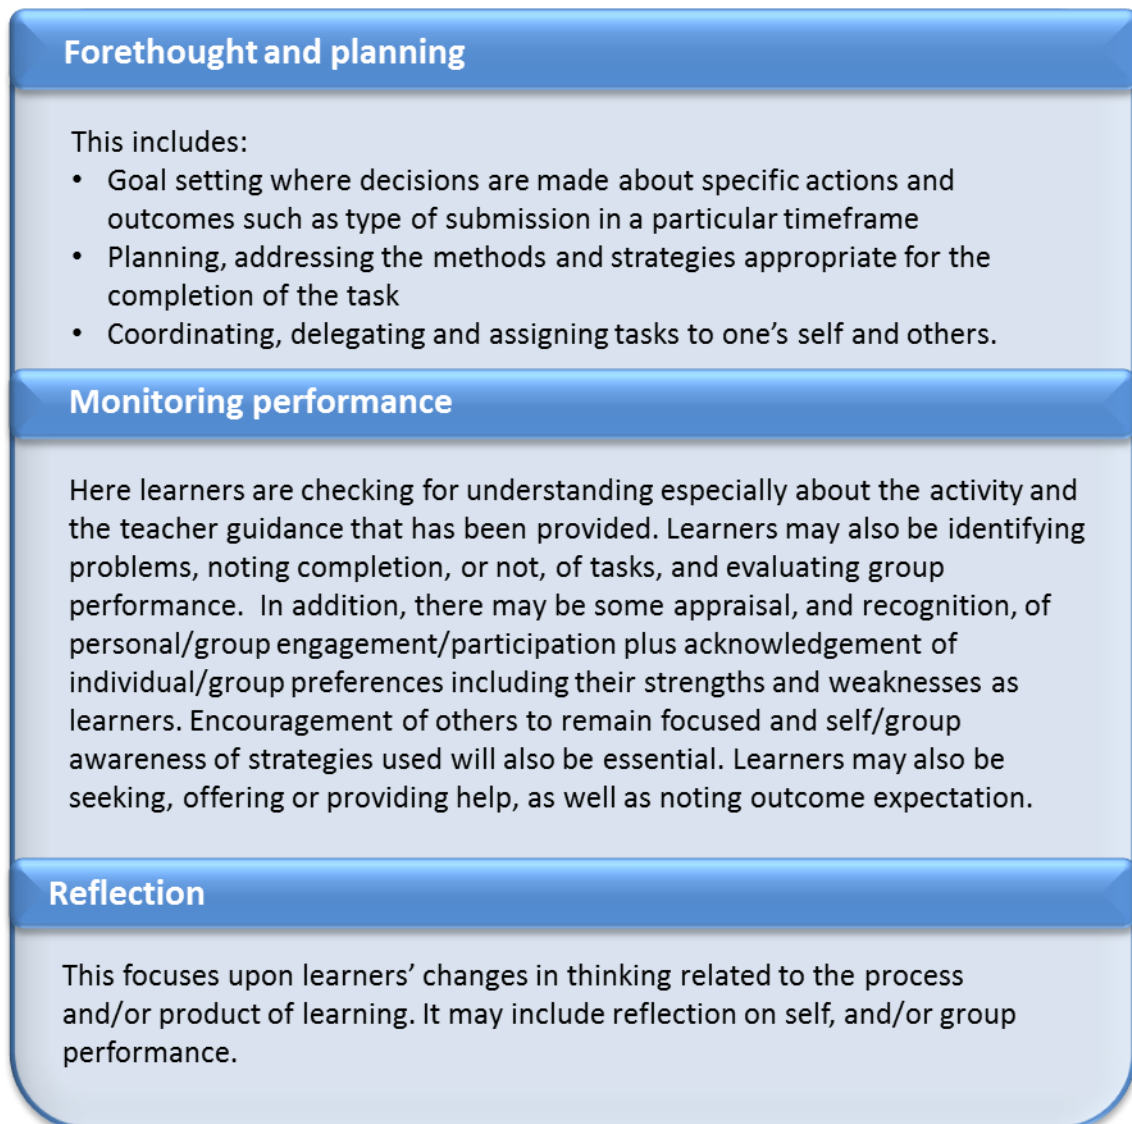 Forethought and planning
This includes:
• Goal setting where decisions are made about specific actions and
outcomes such as type of submission in a particular timeframe
• Planning, addressing the methods and strategies appropriate for the
completion of the task
• Coordinating, delegating and assigning tasks to one’s self and others.
Monitoring performance
Here learners are checking for understanding especially about the activity and
the teacher guidance that has been provided. Learners may also be identifying
problems, noting completion, or not, of tasks, and evaluating group
performance.  In addition, there may be some appraisal, and recognition, of
personal/group engagement/participation plus acknowledgement of
individual/group preferences including their strengths and weaknesses as
learners. Encouragement of others to remain focused and self/group
awareness of strategies used will also be essential. Learners may also be
seeking, offering or providing help, as well as noting outcome expectation.
Reflection
This focuses upon learners’ changes in thinking related to the process
and/or product of learning. It may include reflection on self, and/or group
performance.